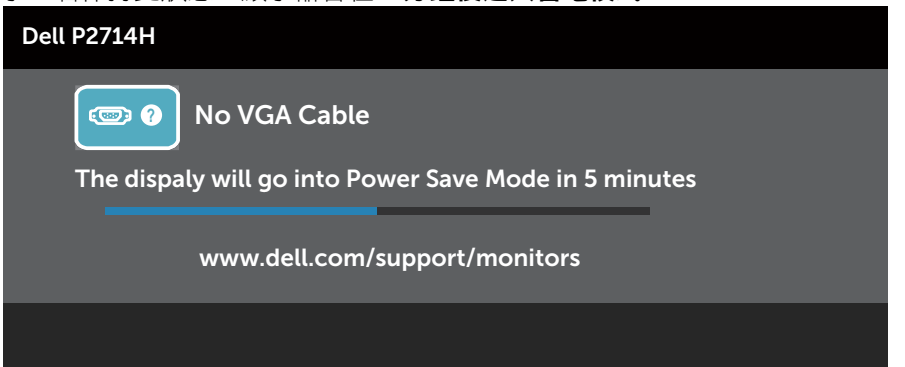 Dell P2714H
No VGA Cable
The dispaly will go into Power Save Mode in 5 minutes
www.dell.com/support/monitors